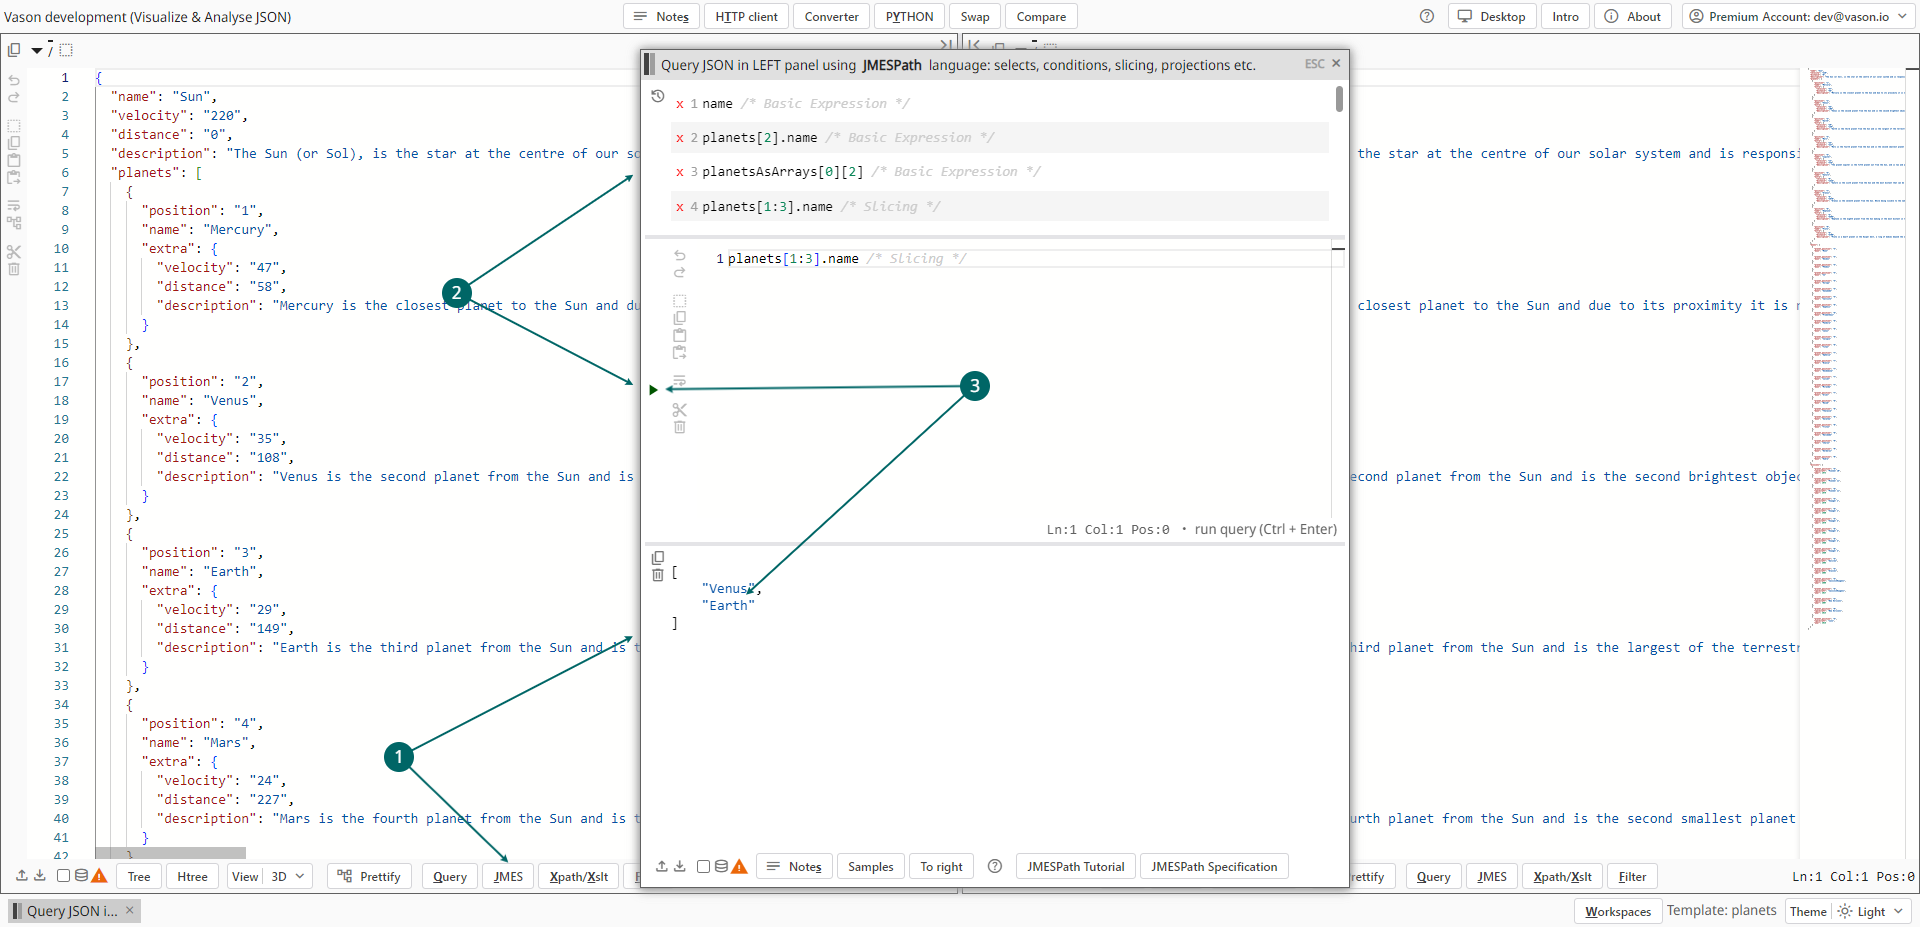 Vason development (Visualize & Analyse JSON)
Notes
HTTP client
Converter
PYTHON
Swap
Compare
Desktop
Intro
About
Premium Account: dev@vason.io
/
1 {
2 "name": "Sun",
3 "velocity": "220",
4 "distance": "0",
5 "description": "The Sun (or Sol), is the star at the centre of our so
6 "planets": [
7 {
8 "position": "1",
9 "name": "Mercury",
10 "extra": {
11 "velocity": "47",
12 "distance": "58",
13 "description": "Mercury is the closest planet to the Sun and du
14 }
15 },
16 {
17 "position": "2",
18 "name": "Venus",
19 "extra": {
20 "velocity": "35",
21 "distance": "108",
22 "description": "Venus is the second planet from the Sun and is
23 }
24 },
25 {
26 "position": "3",
27 "name": "Earth",
28 "extra": {
29 "velocity": "29",
30 "distance": "149",
31 "description": "Earth is the third planet from the Sun and is t
32 }
33 },
34 {
35 "position": "4",
36 "name": "Mars",
37 "extra": {
38 "velocity": "24",
39 "distance": "227",
40 "description": "Mars is the fourth planet from the Sun and is t
41 }
42 }
2
1
3
Query JSON in LEFT panel using JMESPath language: selects, conditions, slicing, projections etc.
ESC ×
x 1 name /* Basic Expression */
x 2 planets[2].name /* Basic Expression */
x 3 planetsAsArrays[0][2] /* Basic Expression */
x 4 planets[1:3].name /* Slicing */
1 planets[1:3].name /* Slicing */
Ln:1 Col:1 Pos:0 • run query (Ctrl + Enter)
[
"Venus",
"Earth"
]
Notes
Samples
To right
JMESPath Tutorial
JMESPath Specification
the star at the centre of our solar system and is responsi
closest planet to the Sun and due to its proximity it is
econd planet from the Sun and is the second brightest objec
hird planet from the Sun and is the largest of the terrestr
urth planet from the Sun and is the second smallest planet
Tree
Htree
View 3D
Prettify
Query
JMES
Xpath/Xslt
rettify
Query
JMES
Xpath/Xslt
Filter
Ln:1 Col:1 Pos:0
Query JSON i... ×
Workspaces
Template: planets
Theme
Light